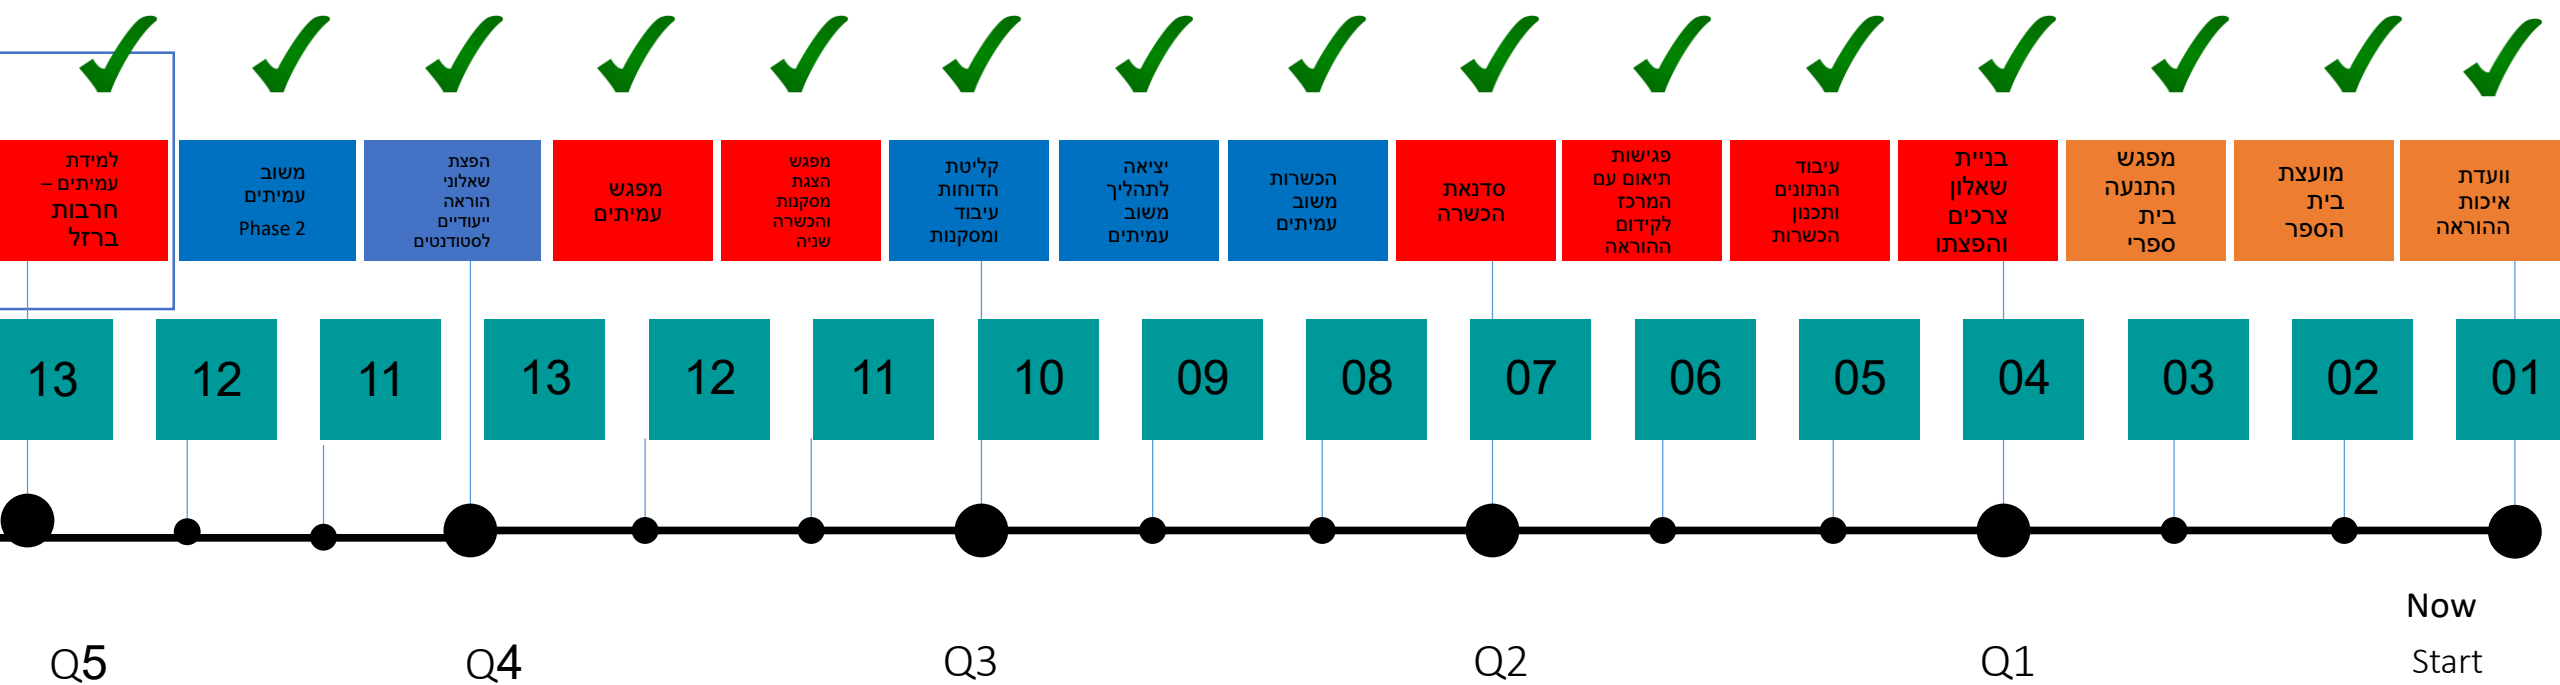 וועדת
איכות
ההוראה
מועצת
בית
הספר
מפגש
התנעה
בית
ספרי
בניית
שאלון
צרכים
והפצתו
עיבוד
הנתונים
ותכנון
הכשרות
פגישות
תיאום עם
המרכז
לקידום
ההוראה
סדנאת
הכשרה
הכשרות
משוב
עמיתים
יציאה
לתהליך
משוב
עמיתים
קליטת
הדוחות
עיבוד
ומסקנות
מפגש
הצגת
מסקנות
והכשרה
שניה
מפגש
עמיתים
הפצת
שאלוני
הוראה
ייעודיים
לסטודנטים
משוב
עמיתים
Phase 2
למידת
עמיתים –
חרבות
ברזל
01
02
03
04
05
06
07
08
09
10
11
12
13
11
12
13
Now
Start
Q1
Q2
Q3
Q4
Q5